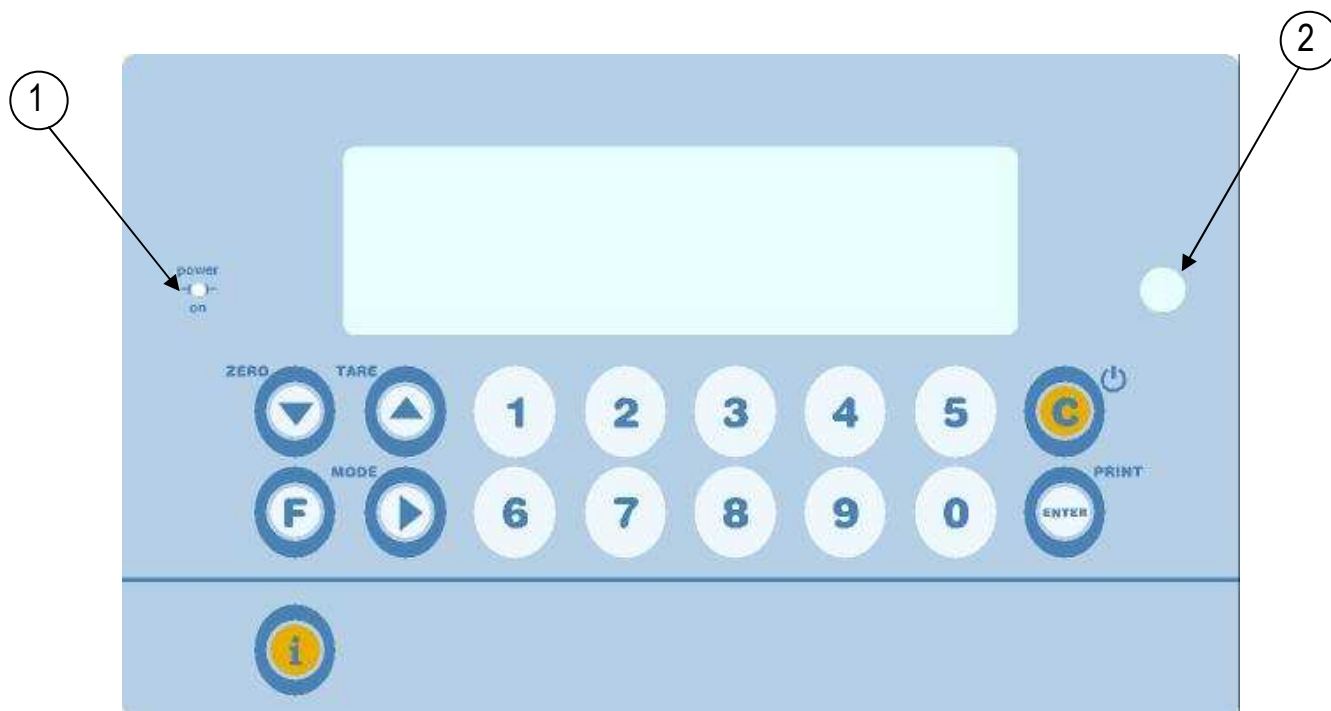 1
2
power
on
ZERO TARE
1 2 3 4 5 C
MODE PRINT
F 6 7 8 9 0 ENTER
i